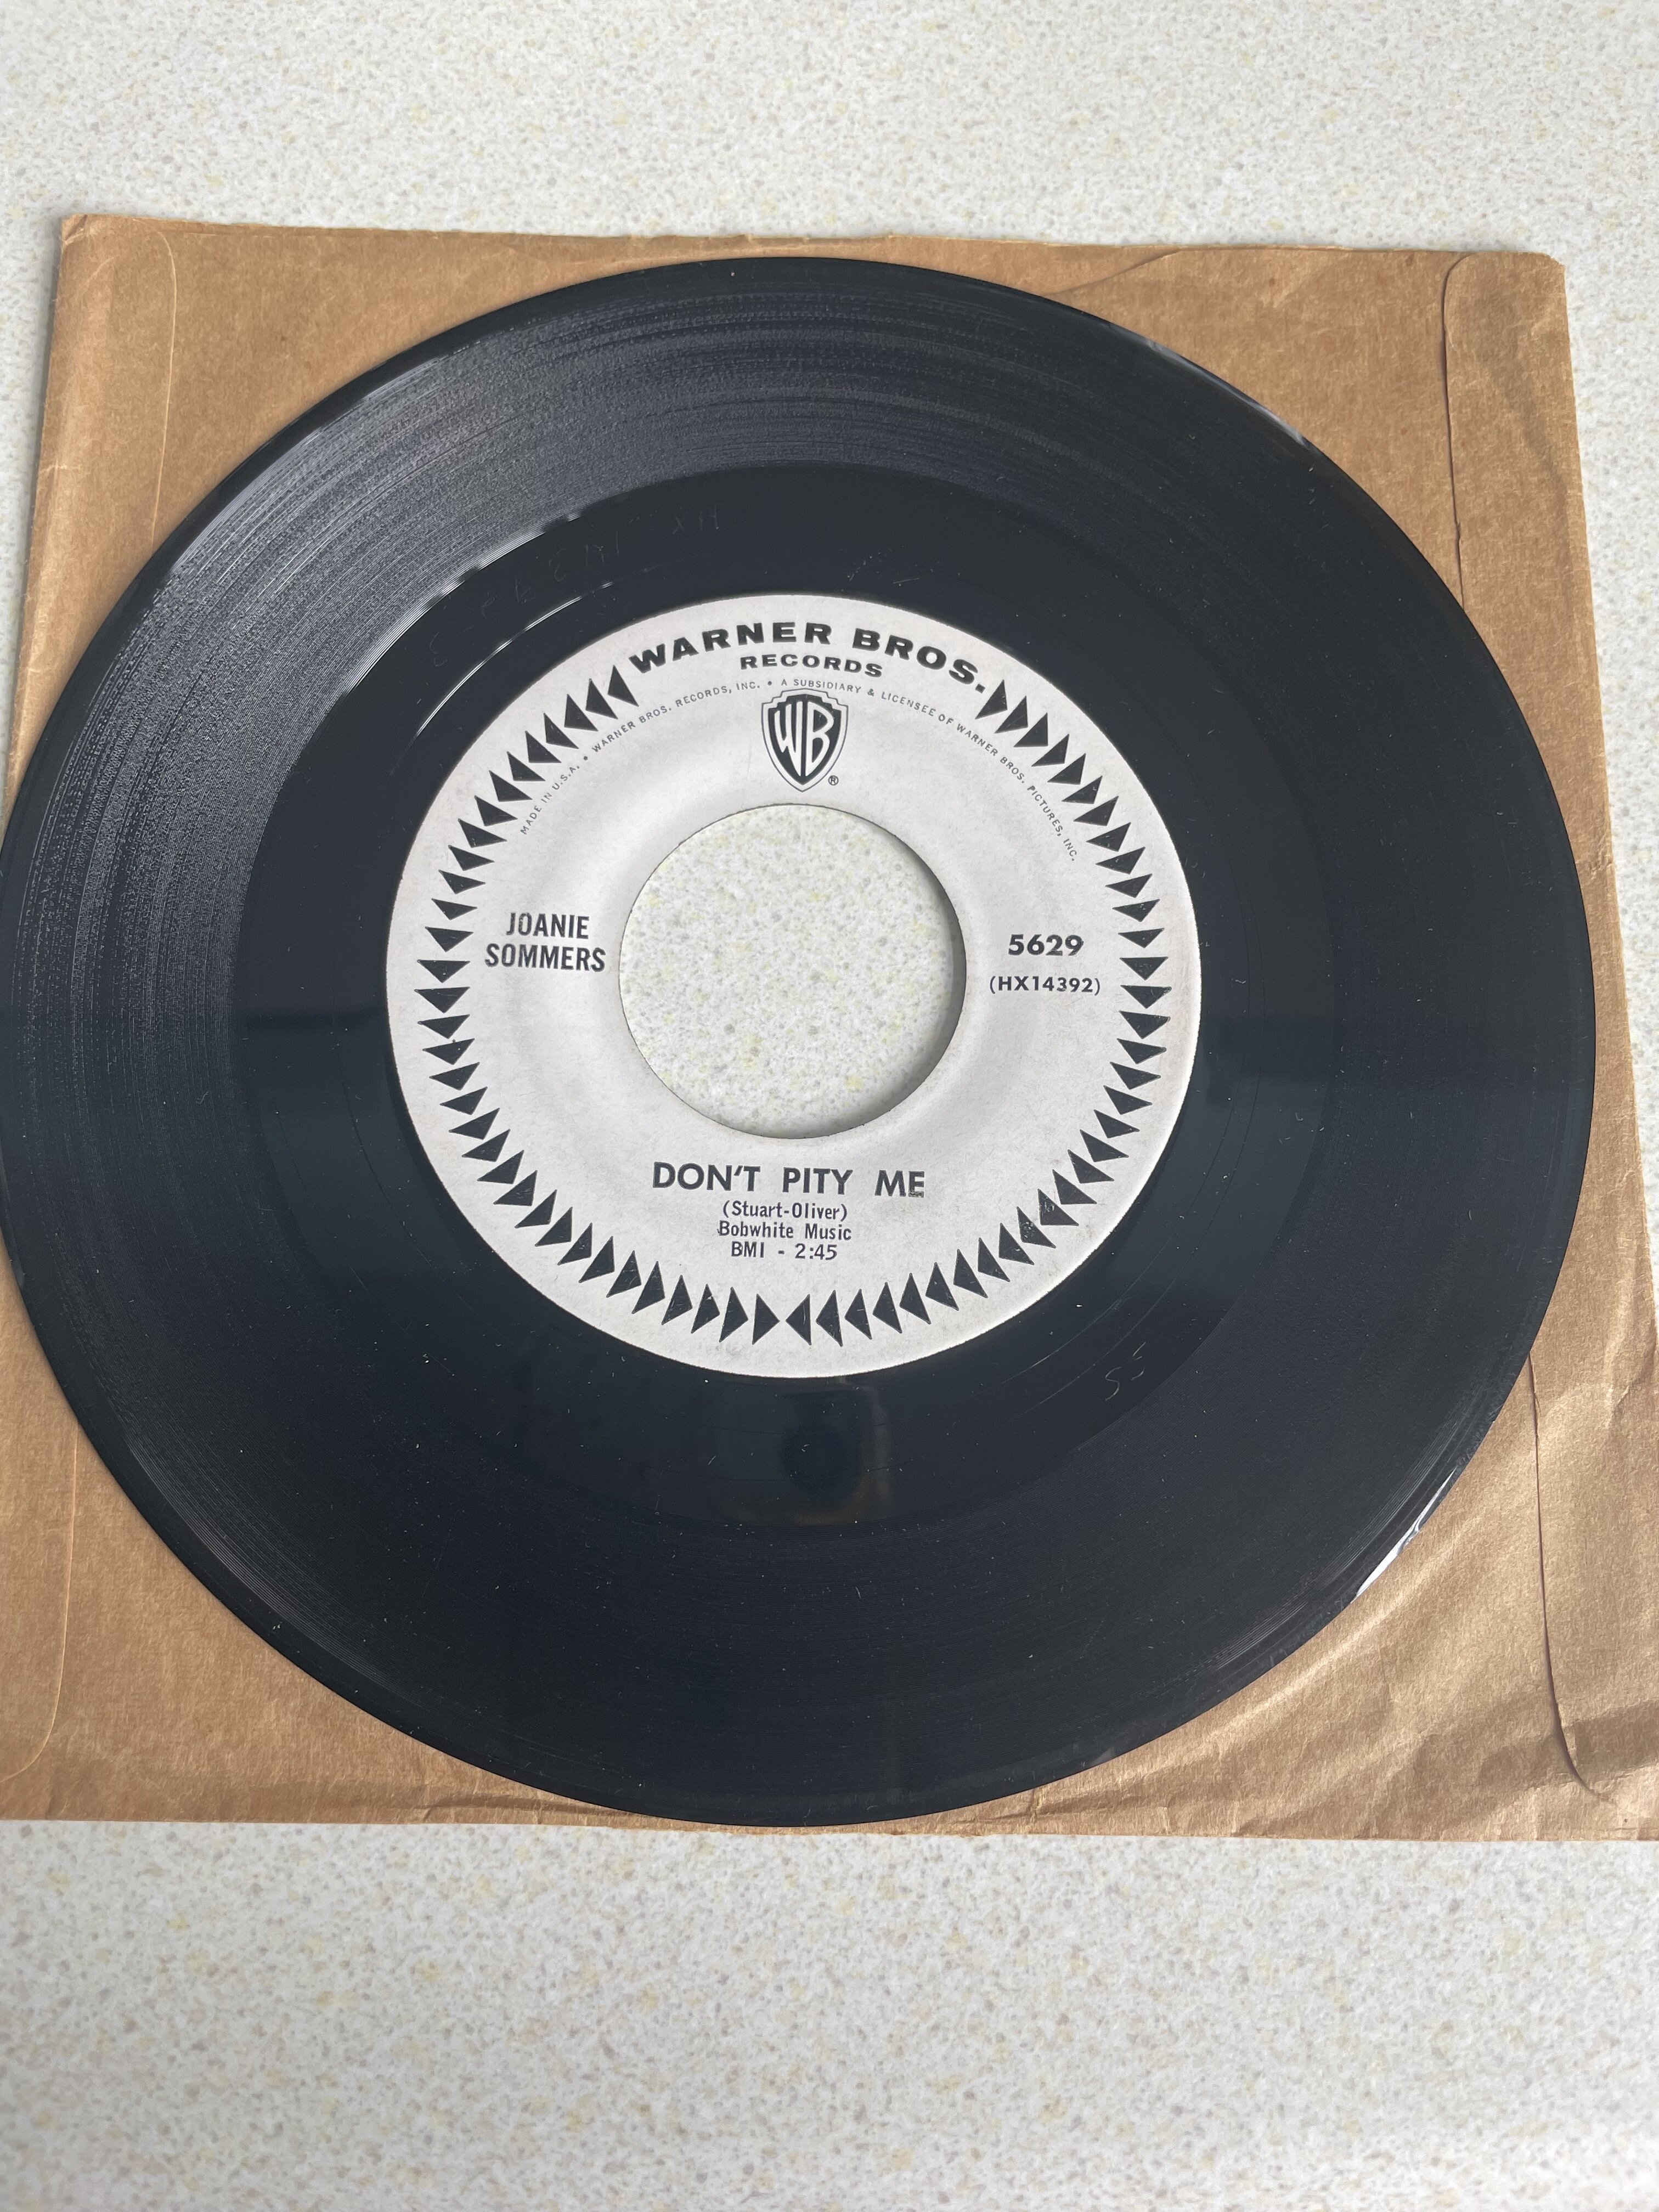 WARNER BROS.
RECORDS
MADE IN U.S.A. • WARNER BROS. RECORDS, INC. • A SUBSIDIARY & LICENSEE OF WARNER BROS. PICTURES, INC.
WB
®
JOANIE
SOMMERS
5629
(HX14392)
DON'T PITY ME
(Stuart-Oliver)
Bobwhite Music
BMI - 2:45